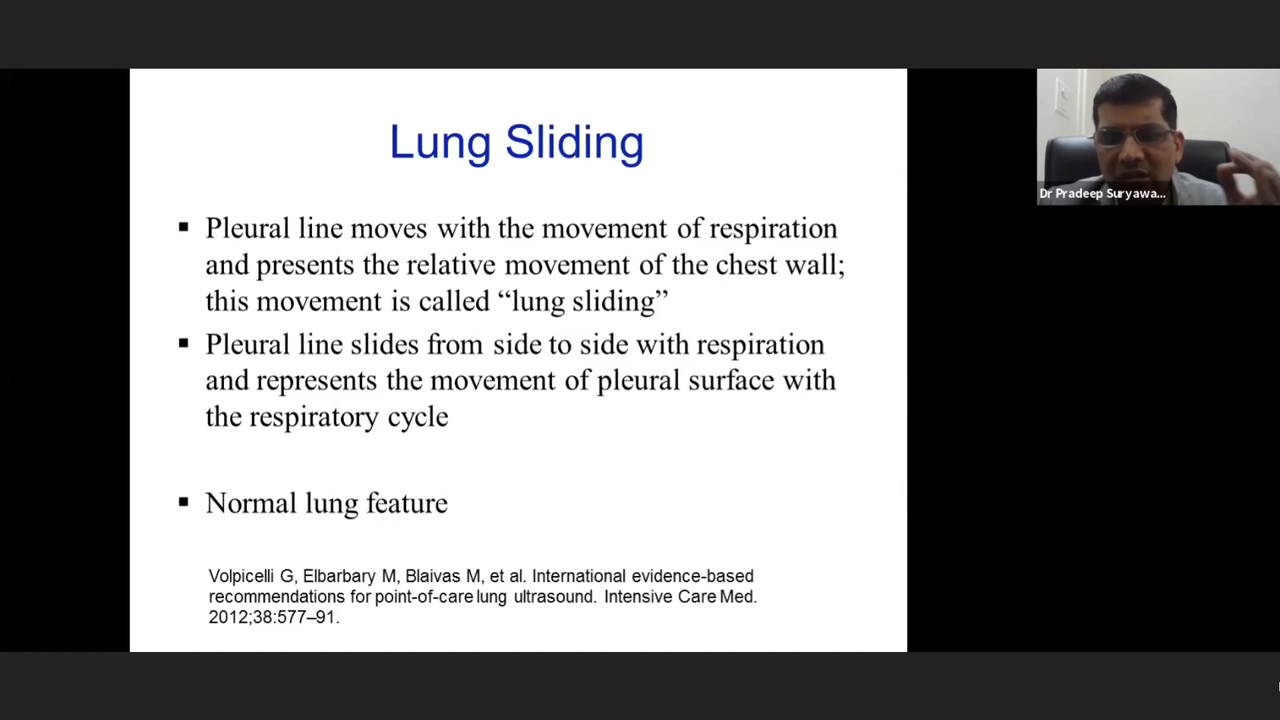 Lung Sliding
▪ Pleural line moves with the movement of respiration
and presents the relative movement of the chest wall;
this movement is called “lung sliding”
▪ Pleural line slides from side to side with respiration
and represents the movement of pleural surface with
the respiratory cycle
▪ Normal lung feature
Volpicelli G, Elbarbary M, Blaivas M, et al. International evidence-based
recommendations for point-of-care lung ultrasound. Intensive Care Med.
2012;38:577–91.
Dr Pradeep Suryawa...